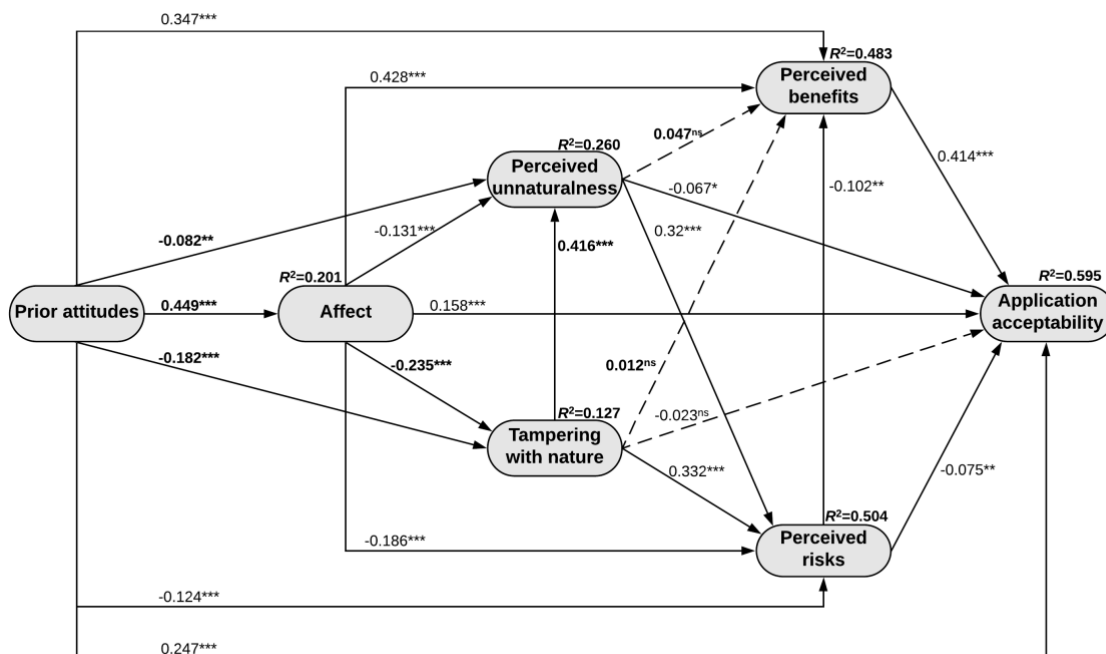 0.347***
R²=0.483
Perceived
benefits
0.428***
0.047ⁿˢ
R²=0.260
Perceived
unnaturalness
0.414***
-0.067*
-0.102**
-0.131***
0.32***
-0.082**
0.416***
R²=0.201
R²=0.595
Prior attitudes
0.449***
Affect
0.158***
Application
acceptability
-0.182***
-0.235***
0.012ⁿˢ
R²=0.127
-0.023ⁿˢ
Tampering
with nature
0.332***
-0.075**
R²=0.504
Perceived
risks
-0.186***
-0.124***
0.247***